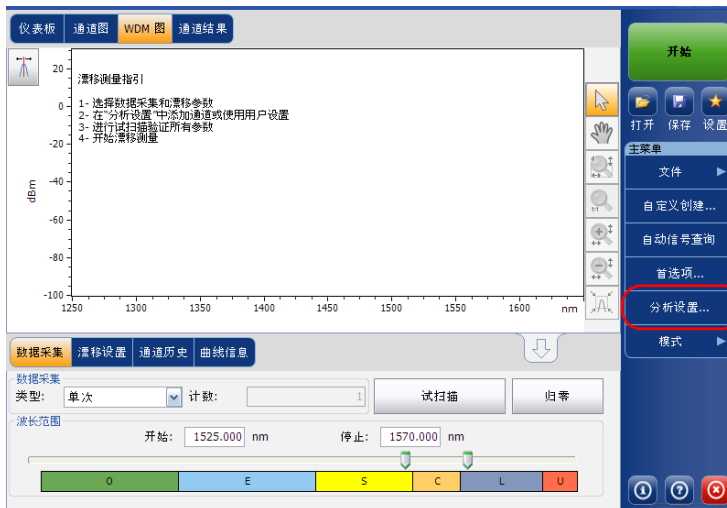 仪表板 通道图 WDM 图 通道结果
漂移测量指引
1- 选择数据采集和漂移参数
2- 在"分析设置"中添加通道或使用用户设置
3- 进行试扫描验证所有参数
4- 开始漂移测量
20
0
-20
-40
-60
-80
-100
dBm
1250 1300 1350 1400 1450 1500 1550 1600 nm
开始
打开 保存 设置
主菜单
文件
自定义创建...
自动信号查询
首选项...
分析设置...
模式
数据采集 漂移设置 通道历史 曲线信息
数据采集
类型: 单次 计数: 1 试扫描 归零
波长范围
开始: 1525.000 nm 停止: 1570.000 nm
O E S C L U